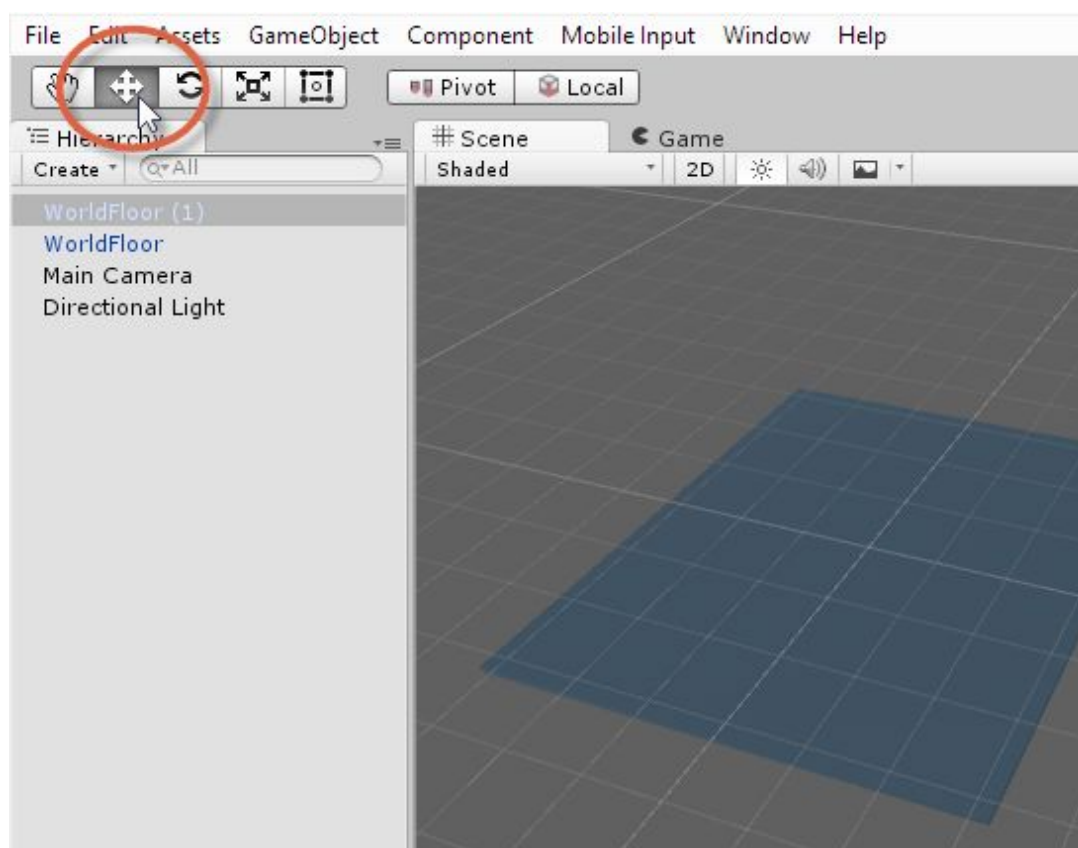 File Edit Assets GameObject Component Mobile Input Window Help
Pivot Local
Hierarchy
Scene Game
Create All
Shaded 2D
WorldFloor (1)
WorldFloor
Main Camera
Directional Light